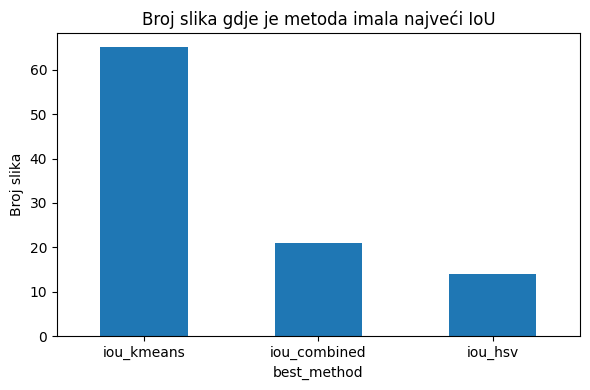 Broj slika gdje je metoda imala najveći IoU
Broj slika
60
50
40
30
20
10
0
iou_kmeans iou_combined iou_hsv
best_method